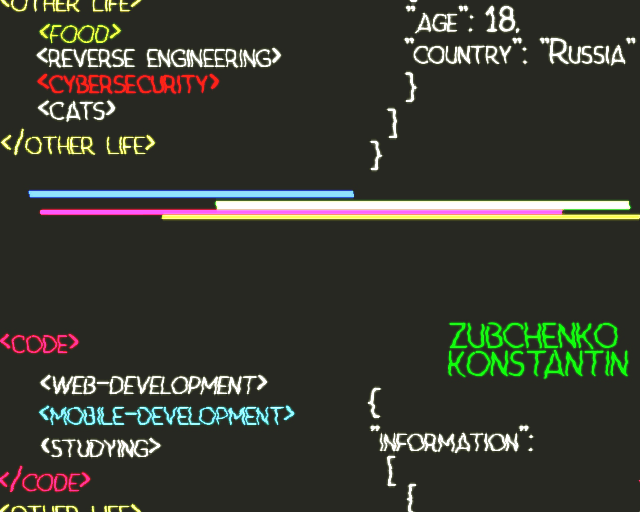 <OTHER LIFE>
<FOOD>
<REVERSE ENGINEERING>
<CYBERSECURITY>
<CATS>
</OTHER LIFE>
"AGE": 18,
"COUNTRY": "RUSSIA"
}
}
}
ZUBCHENKO
KONSTANTIN
<CODE>
<WEB-DEVELOPMENT>
<MOBILE-DEVELOPMENT>
<STUDYING>
</CODE>
<OTHER LIFE>
{
"INFORMATION":
[
{